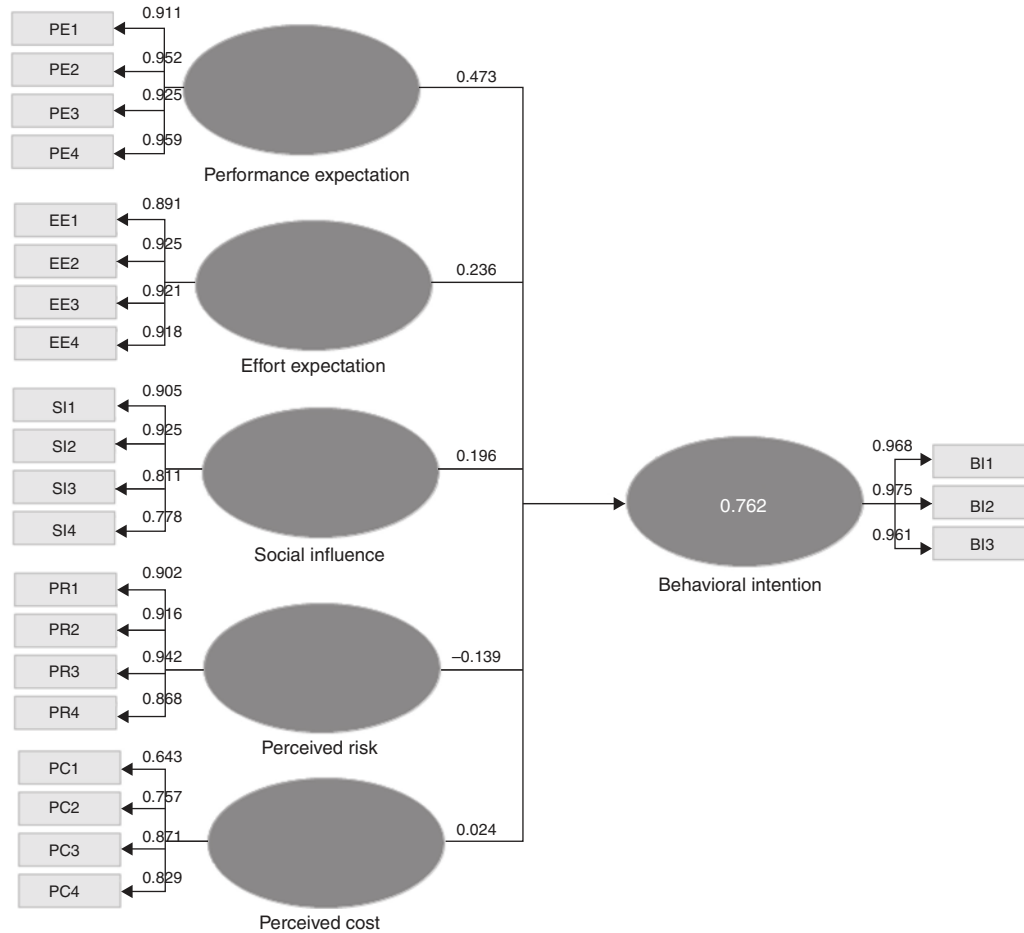 0.911
PE1
0.952
PE2
0.925
PE3
0.959
PE4
0.473
Performance expectation
0.891
EE1
0.925
EE2
0.921
EE3
0.918
EE4
0.236
Effort expectation
0.905
SI1
0.925
SI2
0.811
SI3
0.778
SI4
0.196
Social influence
0.902
PR1
0.916
PR2
0.942
PR3
0.868
PR4
–0.139
Perceived risk
0.643
PC1
0.757
PC2
0.871
PC3
0.829
PC4
0.024
Perceived cost
0.762
Behavioral intention
0.968
BI1
0.975
BI2
0.961
BI3